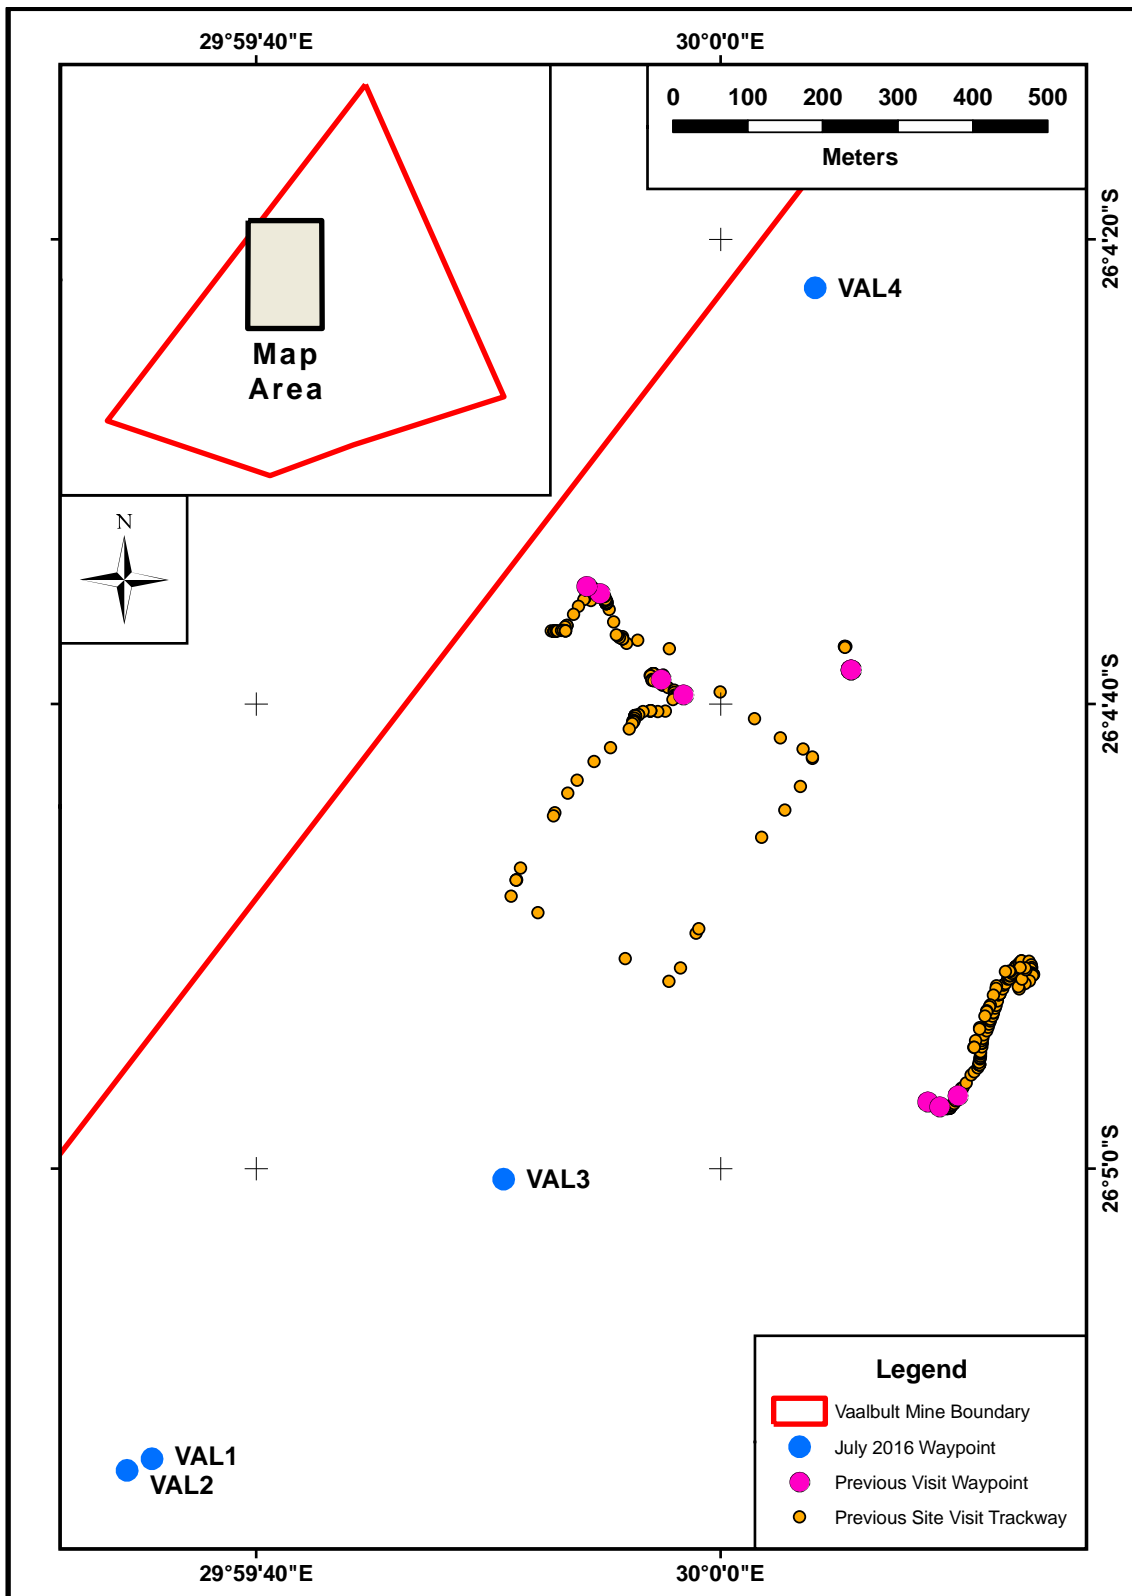 29°59'40"E 30°0'0"E
0 100 200 300 400 500
Meters
26°4'20"S
VAL4
Map
Area
N
26°4'40"S
26°5'0"S
VAL3
VAL1
VAL2
Legend
Vaalbult Mine Boundary
July 2016 Waypoint
Previous Visit Waypoint
Previous Site Visit Trackway
29°59'40"E 30°0'0"E